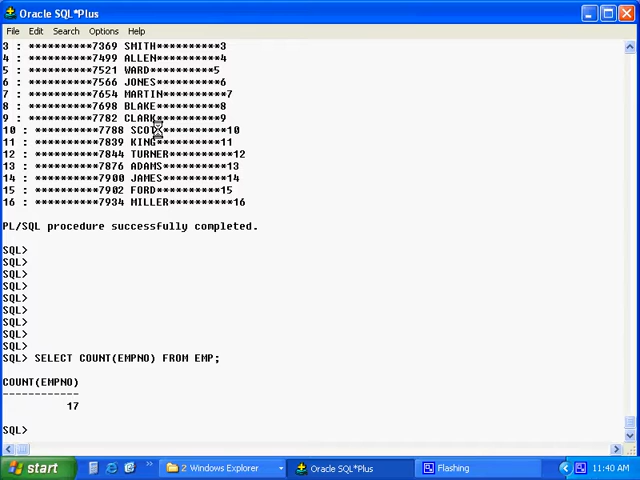 Oracle SQL*Plus
File Edit Search Options Help
3 : **********7369 SMITH**********3
4 : **********7499 ALLEN**********4
5 : **********7521 WARD**********5
6 : **********7566 JONES**********6
7 : **********7654 MARTIN**********7
8 : **********7698 BLAKE**********8
9 : **********7782 CLARK**********9
10 : **********7788 SCOTT**********10
11 : **********7839 KING**********11
12 : **********7844 TURNER**********12
13 : **********7876 ADAMS**********13
14 : **********7900 JAMES**********14
15 : **********7902 FORD**********15
16 : **********7934 MILLER**********16
PL/SQL procedure successfully completed.
SQL>
SQL>
SQL>
SQL>
SQL>
SQL>
SQL>
SQL>
SQL>
SQL> SELECT COUNT(EMPNO) FROM EMP;
COUNT(EMPNO)
------------
17
SQL>
start 2 Windows Explorer Oracle SQL*Plus Flashing 11:40 AM